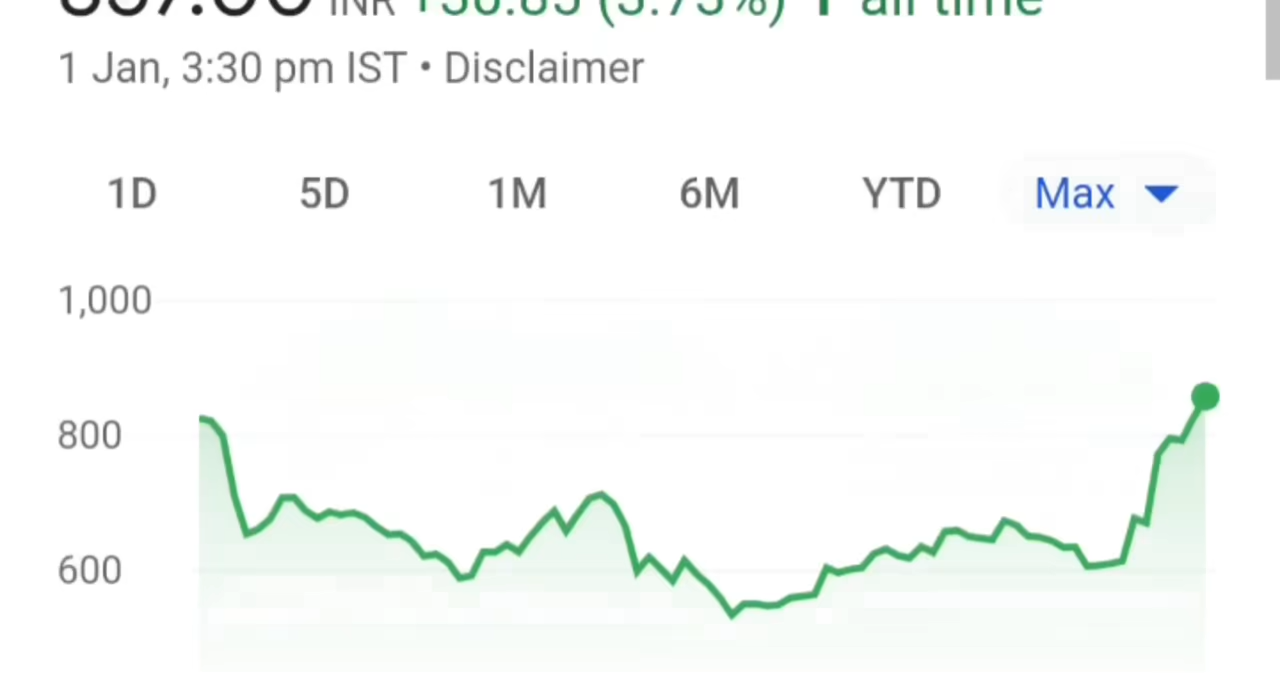 INR all time
1 Jan, 3:30 pm IST • Disclaimer
1D 5D 1M 6M YTD Max
1,000
800
600